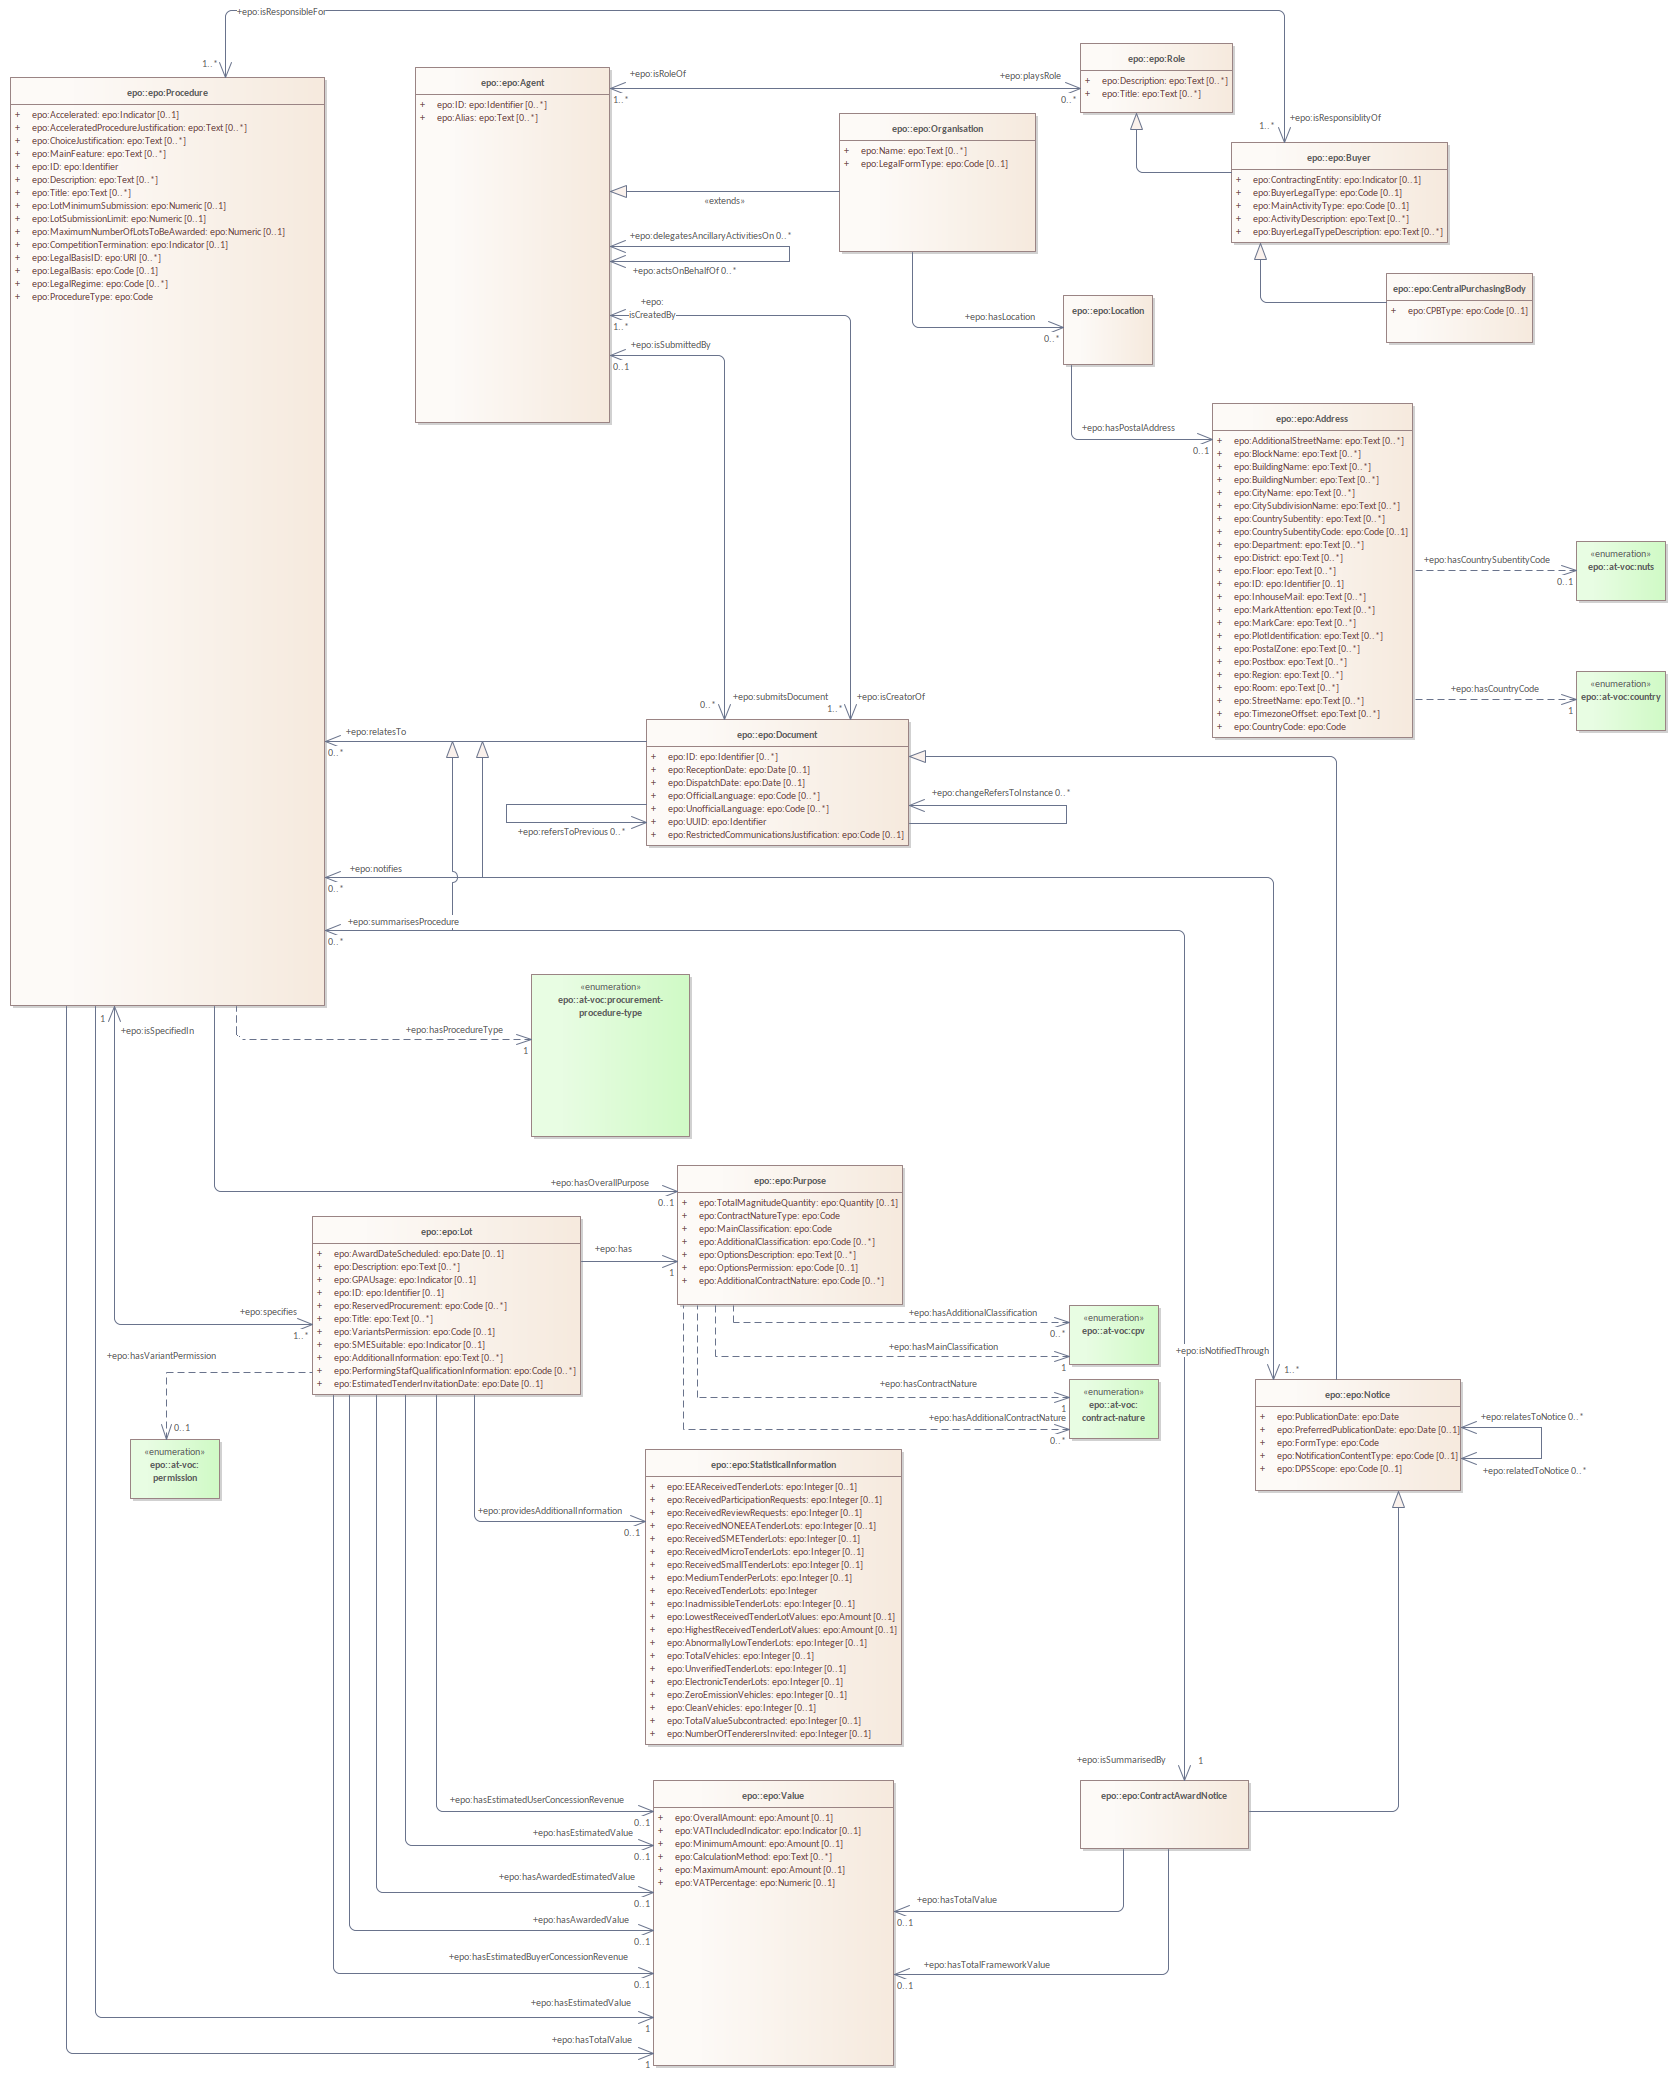 +epo:isResponsibleFor
1..*
epo::epo:Procedure
+ epo:Accelerated: epo:Indicator [0..1]
+ epo:AcceleratedProcedureJustification: epo:Text [0..*]
+ epo:ChoiceJustification: epo:Text [0..*]
+ epo:MainFeature: epo:Text [0..*]
+ epo:ID: epo:Identifier
+ epo:Description: epo:Text [0..*]
+ epo:Title: epo:Text [0..*]
+ epo:LotMinimumSubmission: epo:Numeric [0..1]
+ epo:LotSubmissionLimit: epo:Numeric [0..1]
+ epo:MaximumNumberOfLotsToBeAwarded: epo:Numeric [0..1]
+ epo:CompetitionTermination: epo:Indicator [0..1]
+ epo:LegalBasisID: epo:URI [0..*]
+ epo:LegalBasis: epo:Code [0..1]
+ epo:LegalRegime: epo:Code [0..*]
+ epo:ProcedureType: epo:Code
epo::epo:Agent
+ epo:ID: epo:Identifier [0..*]
+ epo:Alias: epo:Text [0..*]
+epo:isRoleOf
1..*
+epo:playsRole
0..*
epo::epo:Role
+ epo:Description: epo:Text [0..*]
+ epo:Title: epo:Text [0..*]
epo::epo:Organisation
+ epo:Name: epo:Text [0..*]
+ epo:LegalFormType: epo:Code [0..1]
«extends»
+epo:isResponsiblityOf
1..*
epo::epo:Buyer
+ epo:ContractingEntity: epo:Indicator [0..1]
+ epo:BuyerLegalType: epo:Code [0..1]
+ epo:MainActivityType: epo:Code [0..1]
+ epo:ActivityDescription: epo:Text [0..*]
+ epo:BuyerLegalTypeDescription: epo:Text [0..*]
+epo:delegatesAncillaryActivitiesOn 0..*
+epo:actsOnBehalfOf 0..*
+epo:
isCreatedBy
1..*
+epo:isSubmittedBy
0..1
+epo:hasLocation
0..*
epo::epo:Location
epo::epo:CentralPurchasingBody
+ epo:CPBType: epo:Code [0..1]
+epo:hasPostalAddress
0..1
epo::epo:Address
+ epo:AdditionalStreetName: epo:Text [0..*]
+ epo:BlockName: epo:Text [0..*]
+ epo:BuildingName: epo:Text [0..*]
+ epo:BuildingNumber: epo:Text [0..*]
+ epo:CityName: epo:Text [0..*]
+ epo:CitySubdivisionName: epo:Text [0..*]
+ epo:CountrySubentity: epo:Text [0..*]
+ epo:CountrySubentityCode: epo:Code [0..1]
+ epo:Department: epo:Text [0..*]
+ epo:District: epo:Text [0..*]
+ epo:Floor: epo:Text [0..*]
+ epo:ID: epo:Identifier [0..1]
+ epo:InhouseMail: epo:Text [0..*]
+ epo:MarkAttention: epo:Text [0..*]
+ epo:MarkCare: epo:Text [0..*]
+ epo:PlotIdentification: epo:Text [0..*]
+ epo:PostalZone: epo:Text [0..*]
+ epo:Postbox: epo:Text [0..*]
+ epo:Region: epo:Text [0..*]
+ epo:Room: epo:Text [0..*]
+ epo:StreetName: epo:Text [0..*]
+ epo:TimezoneOffset: epo:Text [0..*]
+ epo:CountryCode: epo:Code
+epo:hasCountrySubentityCode
0..1
«enumeration»
epo::at-voc:nuts
+epo:hasCountryCode
1
«enumeration»
epo::at-voc:country
+epo:submitsDocument
0..*
+epo:isCreatorOf
1..*
+epo:relatesTo
0..*
epo::epo:Document
+ epo:ID: epo:Identifier [0..*]
+ epo:ReceptionDate: epo:Date [0..1]
+ epo:DispatchDate: epo:Date [0..1]
+ epo:OfficialLanguage: epo:Code [0..*]
+ epo:UnofficialLanguage: epo:Code [0..*]
+ epo:UUID: epo:Identifier
+ epo:RestrictedCommunicationsJustification: epo:Code [0..1]
+epo:changeRefersToInstance 0..*
+epo:refersToPrevious 0..*
+epo:notifies
0..*
+epo:summarisesProcedure
0..*
«enumeration»
epo::at-voc:procurement-
procedure-type
1
+epo:isSpecifiedIn
+epo:hasProcedureType
1
+epo:hasOverallPurpose
0..1
epo::epo:Purpose
+ epo:TotalMagnitudeQuantity: epo:Quantity [0..1]
+ epo:ContractNatureType: epo:Code
+ epo:MainClassification: epo:Code
+ epo:AdditionalClassification: epo:Code [0..*]
+ epo:OptionsDescription: epo:Text [0..*]
+ epo:OptionsPermission: epo:Code [0..1]
+ epo:AdditionalContractNature: epo:Code [0..*]
epo::epo:Lot
+ epo:AwardDateScheduled: epo:Date [0..1]
+ epo:Description: epo:Text [0..*]
+ epo:GPAUsage: epo:Indicator [0..1]
+ epo:ID: epo:Identifier [0..1]
+ epo:ReservedProcurement: epo:Code [0..*]
+ epo:Title: epo:Text [0..*]
+ epo:VariantsPermission: epo:Code [0..1]
+ epo:SMESuitable: epo:Indicator [0..1]
+ epo:AdditionalInformation: epo:Text [0..*]
+ epo:PerformingStafQualificationInformation: epo:Code [0..*]
+ epo:EstimatedTenderInvitationDate: epo:Date [0..1]
+epo:has
1
+epo:specifies
1..*
+epo:hasVariantPermission
0..1
«enumeration»
epo::at-voc:
permission
+epo:hasAdditionalClassification
0..*
+epo:hasMainClassification
1
«enumeration»
epo::at-voc:cpv
+epo:hasContractNature
1
+epo:hasAdditionalContractNature
0..*
«enumeration»
epo::at-voc:
contract-nature
+epo:isNotifiedThrough
1..*
epo::epo:Notice
+ epo:PublicationDate: epo:Date
+ epo:PreferredPublicationDate: epo:Date [0..1]
+ epo:FormType: epo:Code
+ epo:NotificationContentType: epo:Code [0..1]
+ epo:DPSScope: epo:Code [0..1]
+epo:relatesToNotice 0..*
+epo:relatedToNotice 0..*
epo::epo:StatisticalInformation
+ epo:EEAReceivedTenderLots: epo:Integer [0..1]
+ epo:ReceivedParticipationRequests: epo:Integer [0..1]
+ epo:ReceivedReviewRequests: epo:Integer [0..1]
+ epo:ReceivedNONEEATenderLots: epo:Integer [0..1]
+ epo:ReceivedSMETenderLots: epo:Integer [0..1]
+ epo:ReceivedMicroTenderLots: epo:Integer [0..1]
+ epo:ReceivedSmallTenderLots: epo:Integer [0..1]
+ epo:MediumTenderPerLots: epo:Integer [0..1]
+ epo:ReceivedTenderLots: epo:Integer
+ epo:InadmissibleTenderLots: epo:Integer [0..1]
+ epo:LowestReceivedTenderLotValues: epo:Amount [0..1]
+ epo:HighestReceivedTenderLotValues: epo:Amount [0..1]
+ epo:AbnormallyLowTenderLots: epo:Integer [0..1]
+ epo:TotalVehicles: epo:Integer [0..1]
+ epo:UnverifiedTenderLots: epo:Integer [0..1]
+ epo:ElectronicTenderLots: epo:Integer [0..1]
+ epo:ZeroEmissionVehicles: epo:Integer [0..1]
+ epo:CleanVehicles: epo:Integer [0..1]
+ epo:TotalValueSubcontracted: epo:Integer [0..1]
+ epo:NumberOfTenderersInvited: epo:Integer [0..1]
+epo:providesAdditionalInformation
0..1
+epo:isSummarisedBy
1
epo::epo:ContractAwardNotice
epo::epo:Value
+ epo:OverallAmount: epo:Amount [0..1]
+ epo:VATIncludedIndicator: epo:Indicator [0..1]
+ epo:MinimumAmount: epo:Amount [0..1]
+ epo:CalculationMethod: epo:Text [0..*]
+ epo:MaximumAmount: epo:Amount [0..1]
+ epo:VATPercentage: epo:Numeric [0..1]
+epo:hasEstimatedUserConcessionRevenue
0..1
+epo:hasEstimatedValue
0..1
+epo:hasAwardedEstimatedValue
0..1
+epo:hasAwardedValue
0..1
+epo:hasEstimatedBuyerConcessionRevenue
0..1
+epo:hasEstimatedValue
1
+epo:hasTotalValue
1
+epo:hasTotalValue
0..1
+epo:hasTotalFrameworkValue
0..1